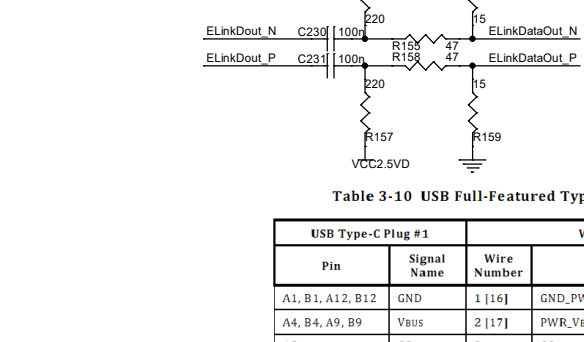 220
15
ELinkDout_N
C230
100n
ELinkDataOut_N
R155
47
ELinkDout_P
C231
100n
R158
47
ELinkDataOut_P
220
15
R157
R159
VCC2.5VD
Table 3-10 USB Full-Featured Typ
USB Type-C Plug #1
W
Pin
Signal
Name
Wire
Number
A1, B1, A12, B12
GND
1 [16]
GND_PW
A4, B4, A9, B9
VBUS
2 [17]
PWR_VB